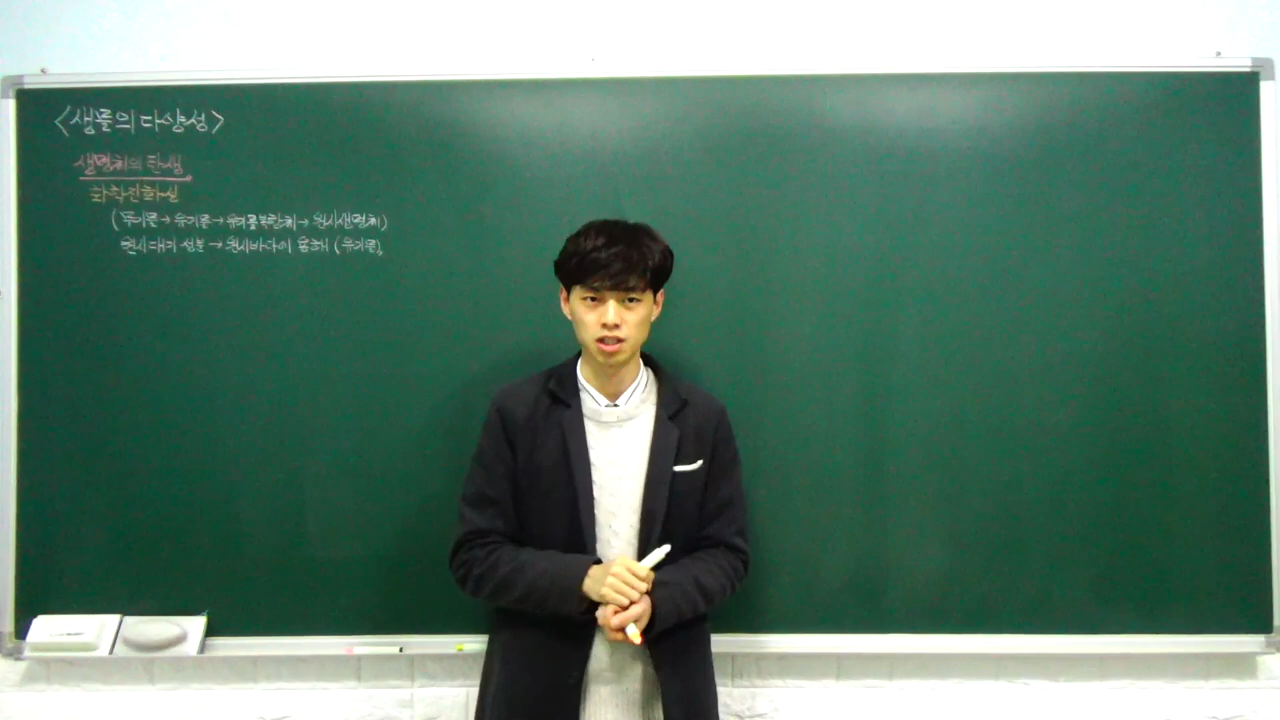 <생물의 다양성>
생명체의 탄생
화학진화설
(무기물→유기물→유기물복합체→원시생명체)
원시대기 성분→원시바다에 용해 (유기물)